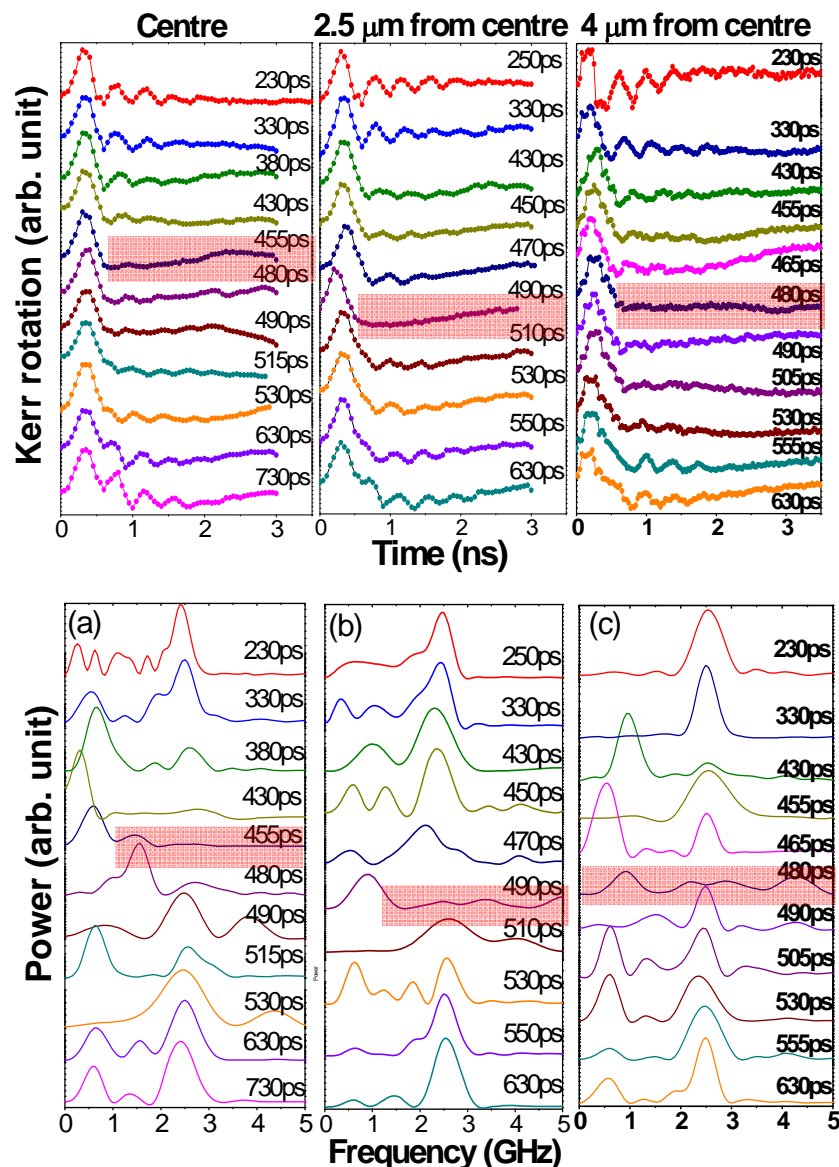 Centre
2.5 μm from centre
4 μm from centre
Kerr rotation (arb. unit)
230ps
330ps
380ps
430ps
455ps
480ps
490ps
515ps
530ps
630ps
730ps
0 1 2 3
250ps
330ps
430ps
450ps
470ps
490ps
510ps
530ps
550ps
630ps
0 1 2 3
230ps
330ps
430ps
455ps
465ps
480ps
490ps
505ps
530ps
555ps
630ps
0 1 2 3
Time (ns)
Power (arb. unit)
(a)
230ps
330ps
380ps
430ps
455ps
480ps
490ps
515ps
530ps
630ps
730ps
0 1 2 3 4 5
Power
(b)
250ps
330ps
430ps
450ps
470ps
490ps
510ps
530ps
550ps
630ps
0 1 2 3 4 5
(c)
230ps
330ps
430ps
455ps
465ps
480ps
490ps
505ps
530ps
555ps
630ps
0 1 2 3 4 5
Frequency (GHz)